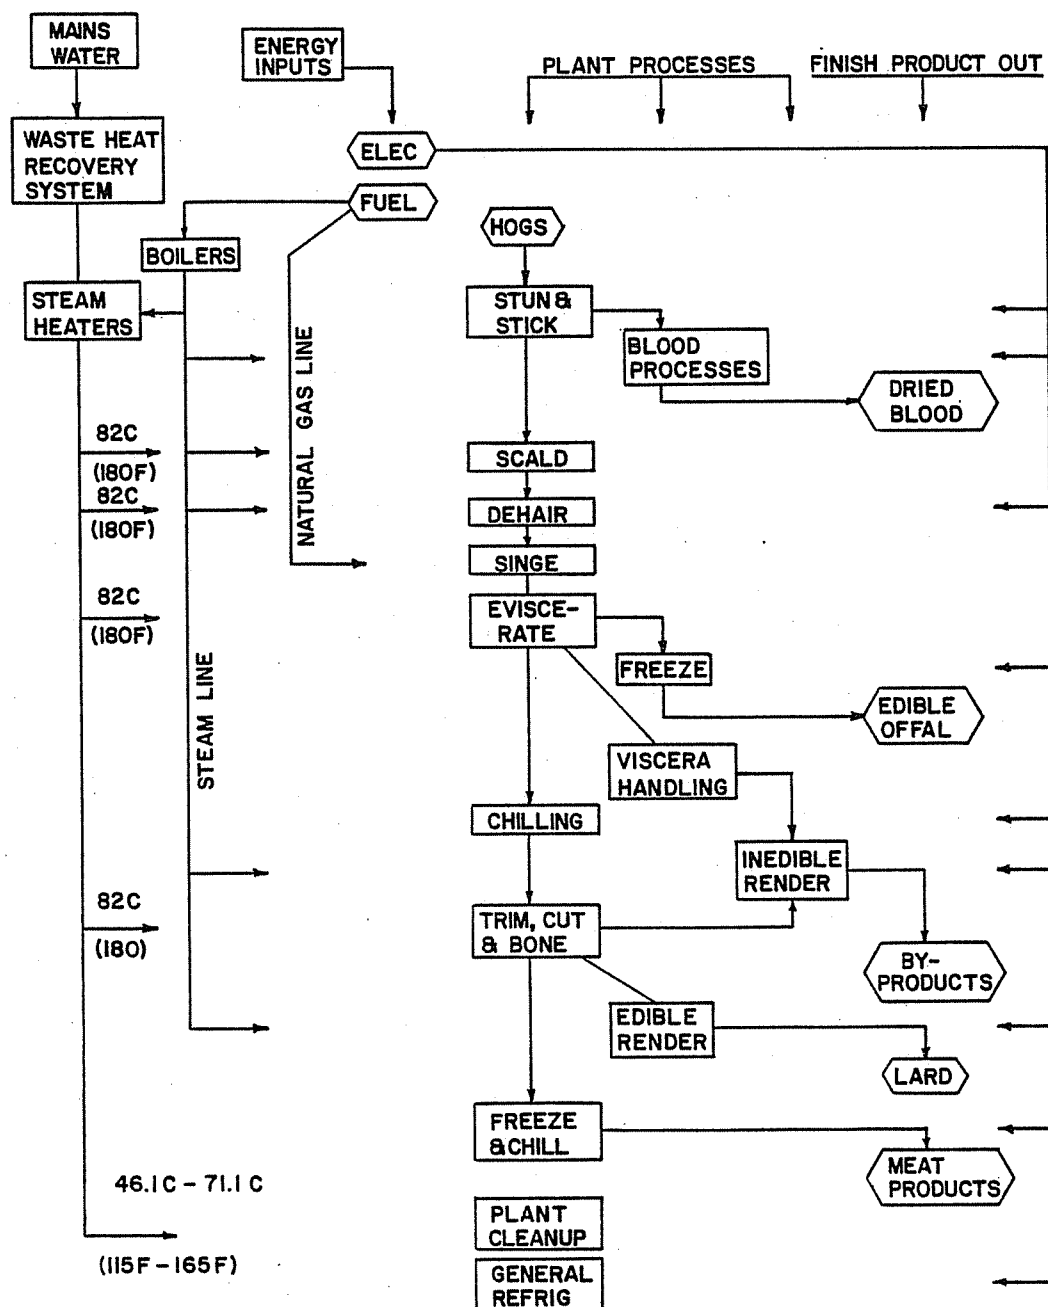 MAINS
WATER
ENERGY
INPUTS
PLANT PROCESSES
FINISH PRODUCT OUT
WASTE HEAT
RECOVERY
SYSTEM
ELEC
FUEL
BOILERS
HOGS
STEAM
HEATERS
STUN &
STICK
NATURAL GAS LINE
BLOOD
PROCESSES
DRIED
BLOOD
82C
(180F)
SCALD
82C
(180F)
DEHAIR
SINGE
82C
(180F)
EVISCE-
RATE
FREEZE
STEAM LINE
EDIBLE
OFFAL
VISCERA
HANDLING
CHILLING
INEDIBLE
RENDER
82C
(180)
TRIM, CUT
& BONE
BY-
PRODUCTS
EDIBLE
RENDER
LARD
FREEZE
& CHILL
MEAT
PRODUCTS
46.1C - 71.1C
(115F - 165F)
PLANT
CLEANUP
GENERAL
REFRIG